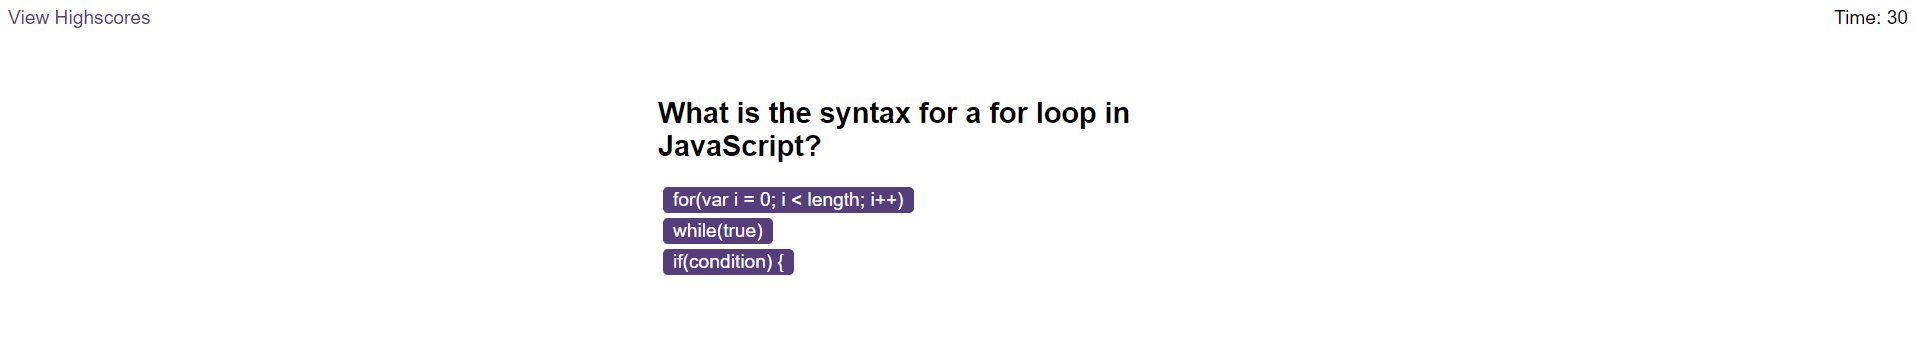 View Highscores
Time: 30
What is the syntax for a for loop in
JavaScript?
for(var i = 0; i < length; i++)
while(true)
if(condition) {